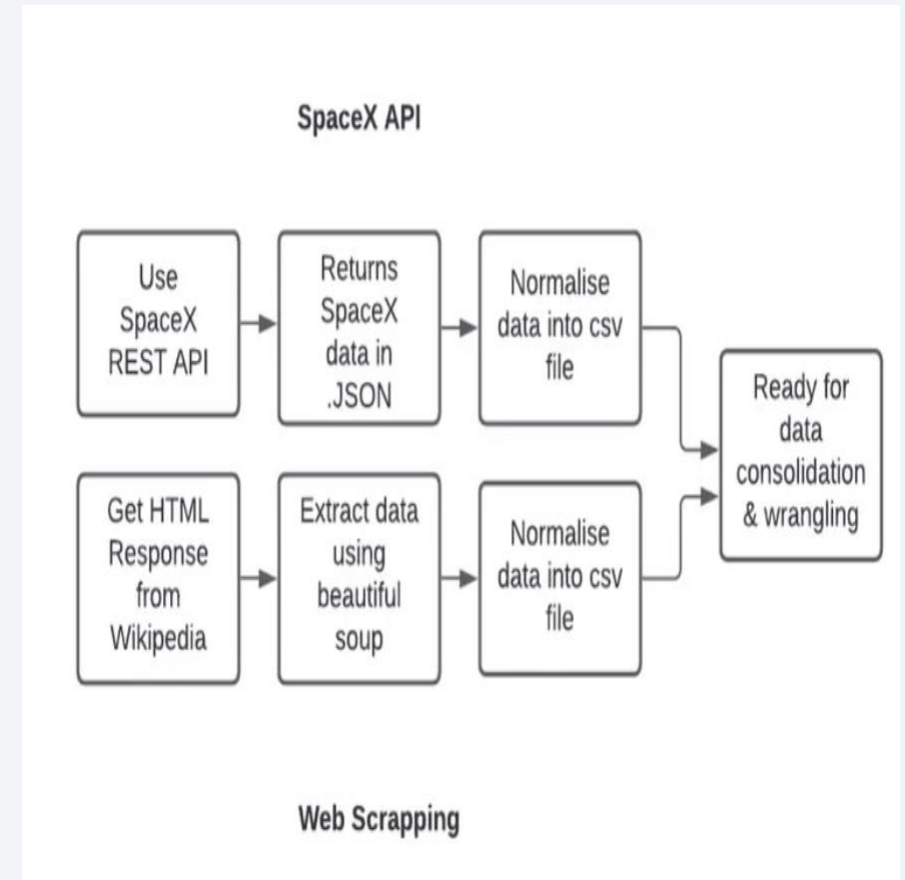 SpaceX API
Use
SpaceX
REST API
Returns
SpaceX
data in
.JSON
Normalise
data into csv
file
Get HTML
Response
from
Wikipedia
Extract data
using
beautiful
soup
Normalise
data into csv
file
Ready for
data
consolidation
& wrangling
Web Scrapping